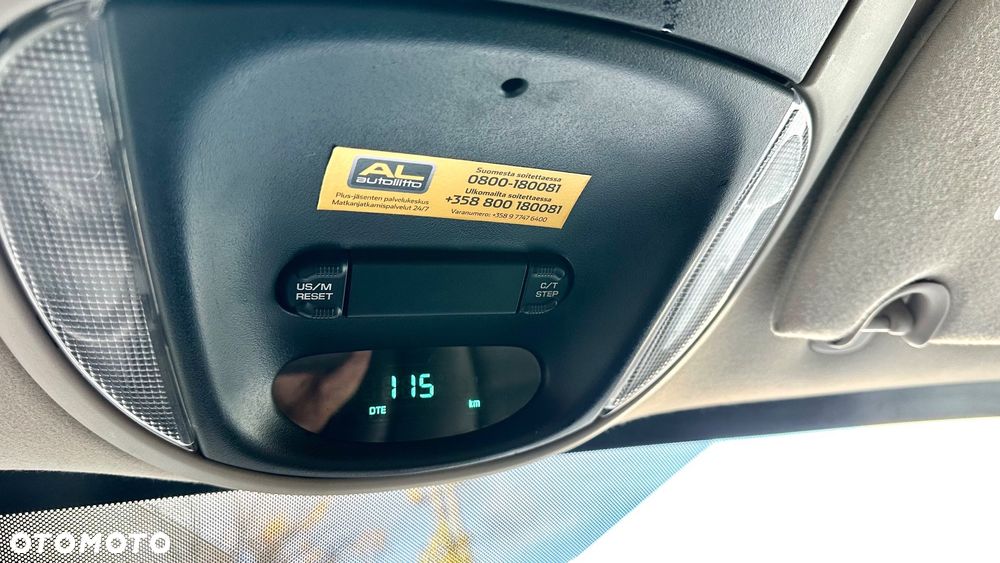 AL
autoliitto
Plus-jäsenten palvelukeskus
Matkanjatkamispalvelut 24/7
Suomesta soitettaessa
0800-180081
Ulkomailta soitettaessa
+358 800 180081
Varanumero: +358 9 7747 6400
US/M
RESET
C/T
STEP
115
DTE
km
OTOMOTO